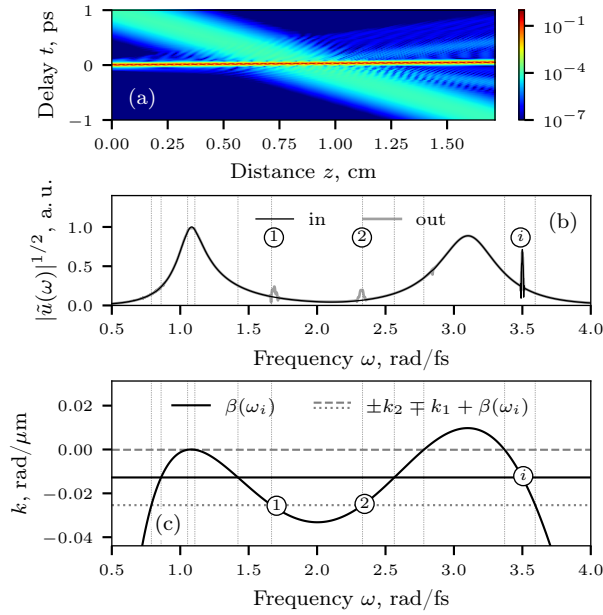 Delay t, ps
1
0
−1
(a)
10⁻¹
10⁻⁴
10⁻⁷
0.00 0.25 0.50 0.75 1.00 1.25 1.50
Distance z, cm
|ũ(ω)|^{1/2}, a. u.
1.0
0.5
0.0
in out (b)
1 2 i
0.5 1.0 1.5 2.0 2.5 3.0 3.5 4.0
Frequency ω, rad/fs
k, rad/μm
0.02
0.00
−0.02
−0.04
β(ω_i) ±k₂ ∓ k₁ + β(ω_i)
1 2 i
(c)
0.5 1.0 1.5 2.0 2.5 3.0 3.5 4.0
Frequency ω, rad/fs